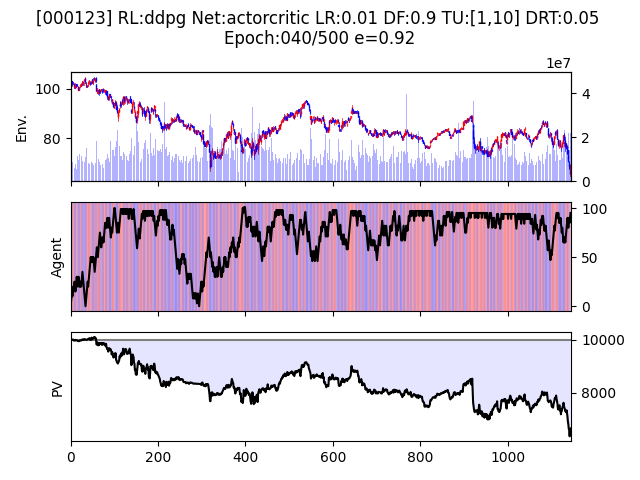 [000123] RL:ddpg Net:actorcritic LR:0.01 DF:0.9 TU:[1,10] DRT:0.05
Epoch:040/500 e=0.92
1e7
100
80
Env.
4
2
0
Agent
100
50
0
PV
10000
8000
0 200 400 600 800 1000